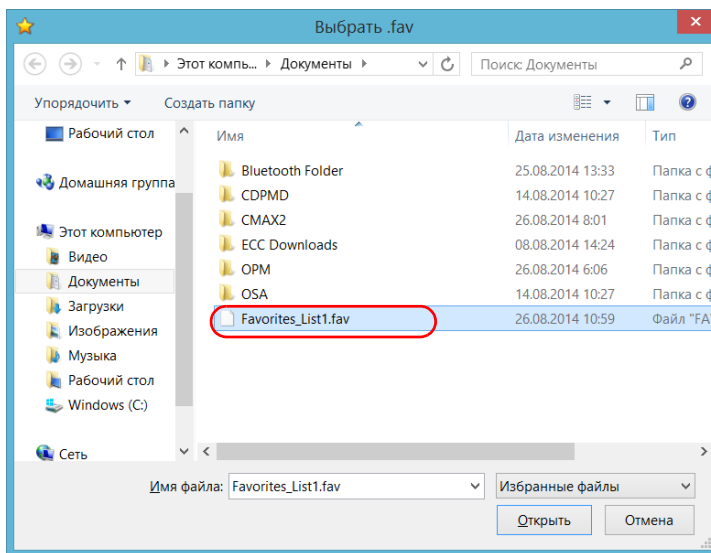 Выбрать .fav
Этот компь... Документы
Поиск: Документы
Упорядочить Создать папку
Рабочий стол
Домашняя группа
Этот компьютер
Видео
Документы
Загрузки
Изображения
Музыка
Рабочий стол
Windows (C:)
Сеть
Имя Дата изменения Тип
Bluetooth Folder 25.08.2014 13:33 Папка с ф
CDPMD 14.08.2014 10:27 Папка с ф
CMAX2 26.08.2014 8:01 Папка с ф
ECC Downloads 08.08.2014 14:24 Папка с ф
OPM 26.08.2014 6:06 Папка с ф
OSA 14.08.2014 10:27 Папка с ф
Favorites_List1.fav 26.08.2014 10:59 Файл "FA
Имя файла: Favorites_List1.fav Избранные файлы
Открыть Отмена